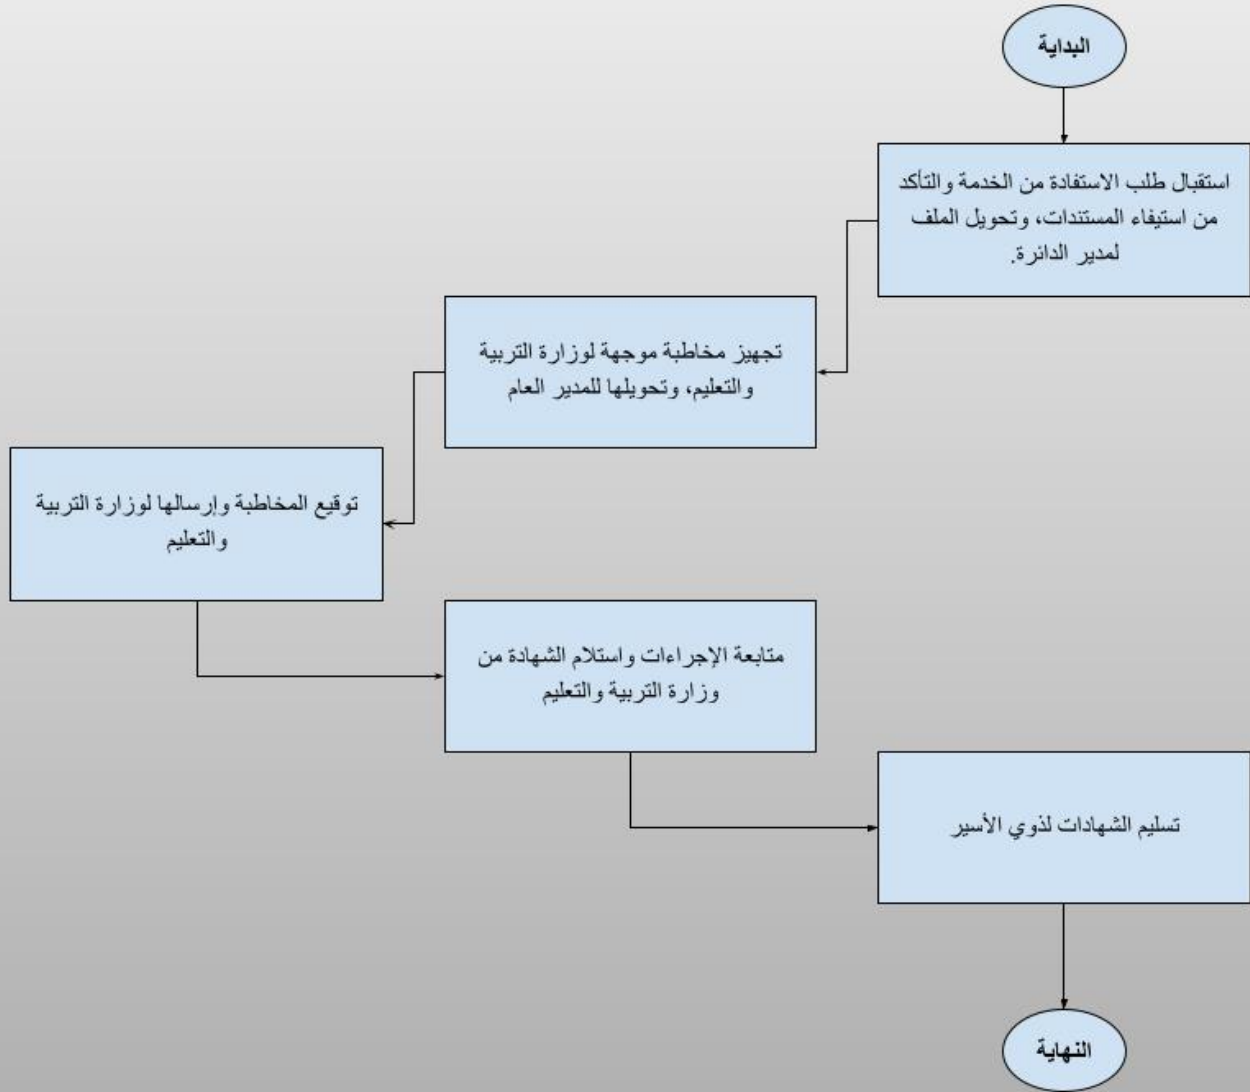 البداية
استقبال طلب الاستفادة من الخدمة والتأكد
من استيفاء المستندات، وتحويل الملف
لمدير الدائرة.
تجهيز مخاطبة موجهة لوزارة التربية
والتعليم، وتحويلها للمدير العام
توقيع المخاطبة وإرسالها لوزارة التربية
والتعليم
متابعة الإجراءات واستلام الشهادة من
وزارة التربية والتعليم
تسليم الشهادات لذوي الأسير
النهاية